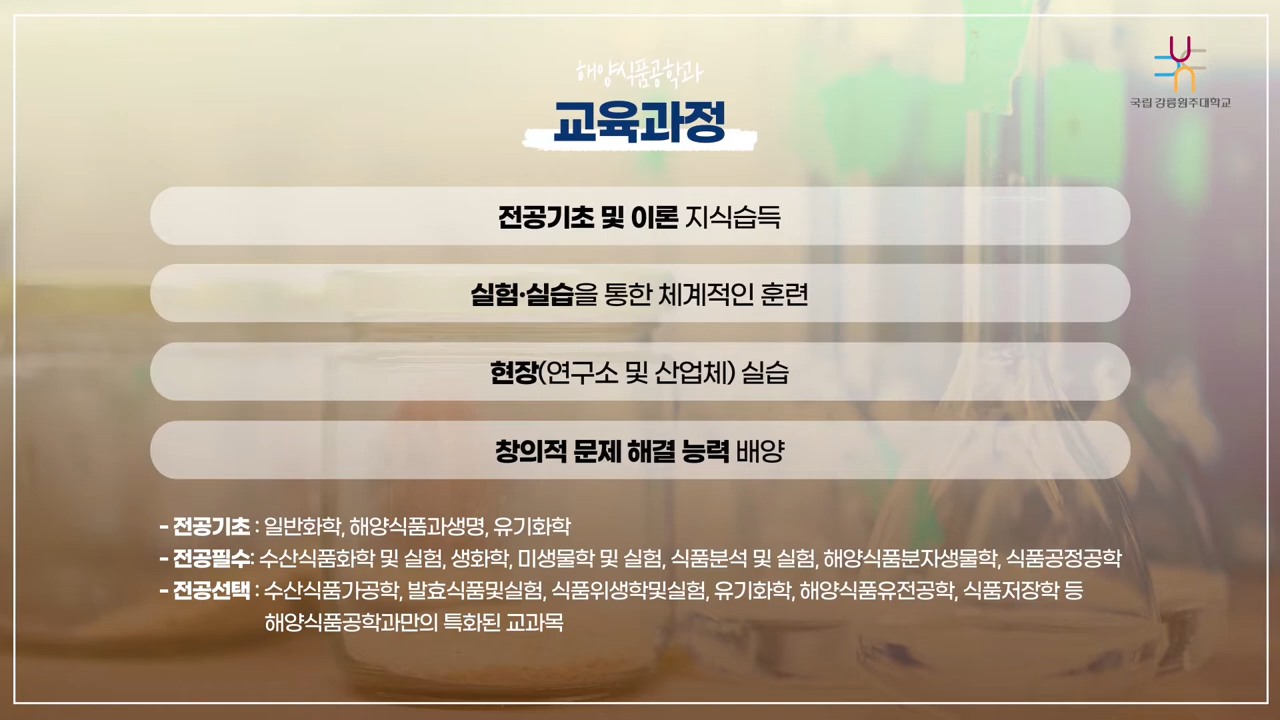 해양식품공학과
국립 강릉원주대학교
교육과정
전공기초 및 이론 지식습득
실험·실습을 통한 체계적인 훈련
현장(연구소 및 산업체) 실습
창의적 문제 해결 능력 배양
- 전공기초 : 일반화학, 해양식품과생명, 유기화학
- 전공필수: 수산식품화학 및 실험, 생화학, 미생물학 및 실험, 식품분석 및 실험, 해양식품분자생물학, 식품공정공학
- 전공선택 : 수산식품가공학, 발효식품및실험, 식품위생학및실험, 유기화학, 해양식품유전공학, 식품저장학 등
해양식품공학과만의 특화된 교과목